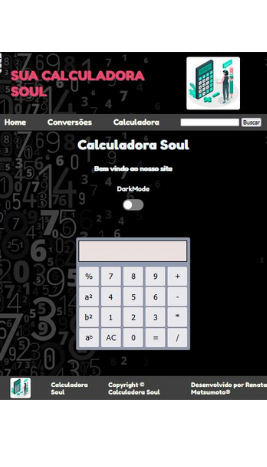 SUA CALCULADORA
SOUL
Home Conversões Calculadora Buscar
Calculadora Soul
Bem vindo ao nosso site
DarkMode
% 7 8 9 +
a² 4 5 6 -
b² 1 2 3 *
aᵇ AC 0 = /
Calculadora Soul
Copyright © Calculadora Soul
Desenvolvido por Renata Matsumoto®